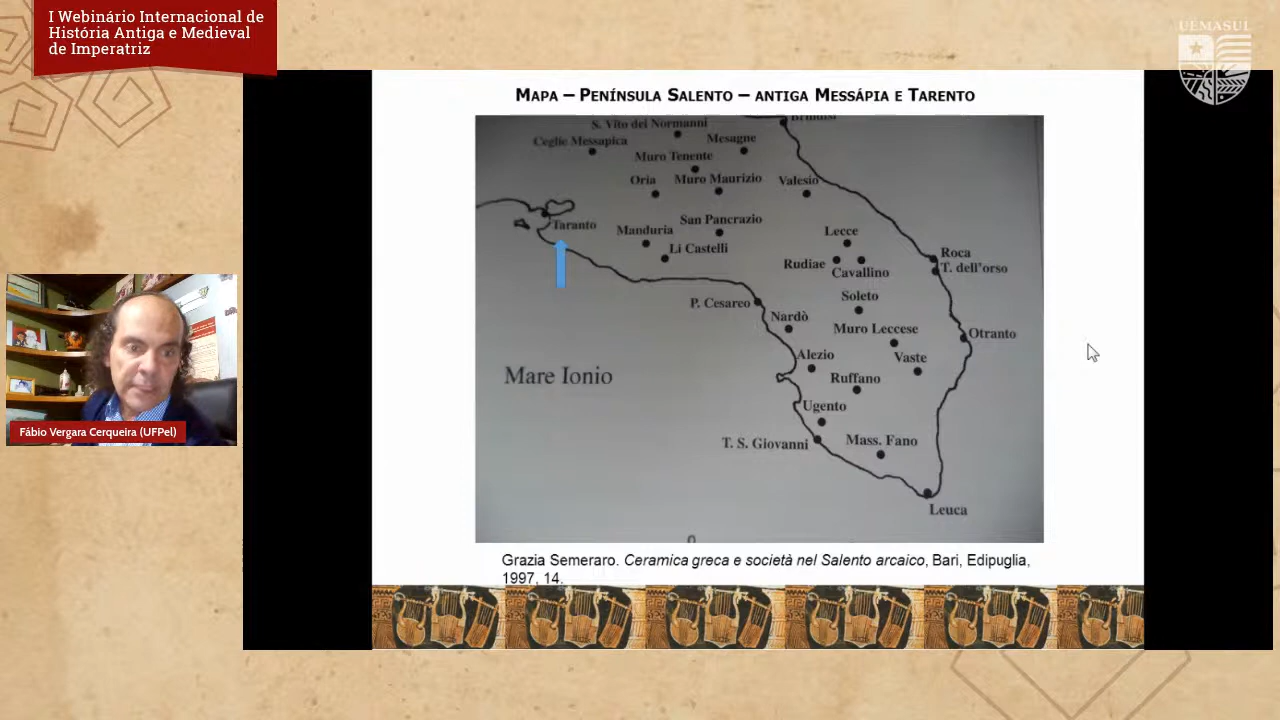 I Webinário Internacional de
História Antiga e Medieval
de Imperatriz
UEMASUL
MAPA – PENÍNSULA SALENTO – ANTIGA MESSÁPIA E TARENTO
Brindisi
S. Vito dei Normanni
Ceglie Messapica
Mesagne
Muro Tenente
Oria
Muro Maurizio
Valesio
Taranto
San Pancrazio
Manduria
Li Castelli
Lecce
Rudiae
Cavallino
Roca
T. dell'orso
Soleto
P. Cesareo
Nardò
Muro Leccese
Otranto
Alezio
Vaste
Ruffano
Mare Ionio
Ugento
T. S. Giovanni
Mass. Fano
Leuca
Grazia Semeraro. Ceramica greca e società nel Salento arcaico, Bari, Edipuglia,
1997, 14.
Fábio Vergara Cerqueira (UFPel)